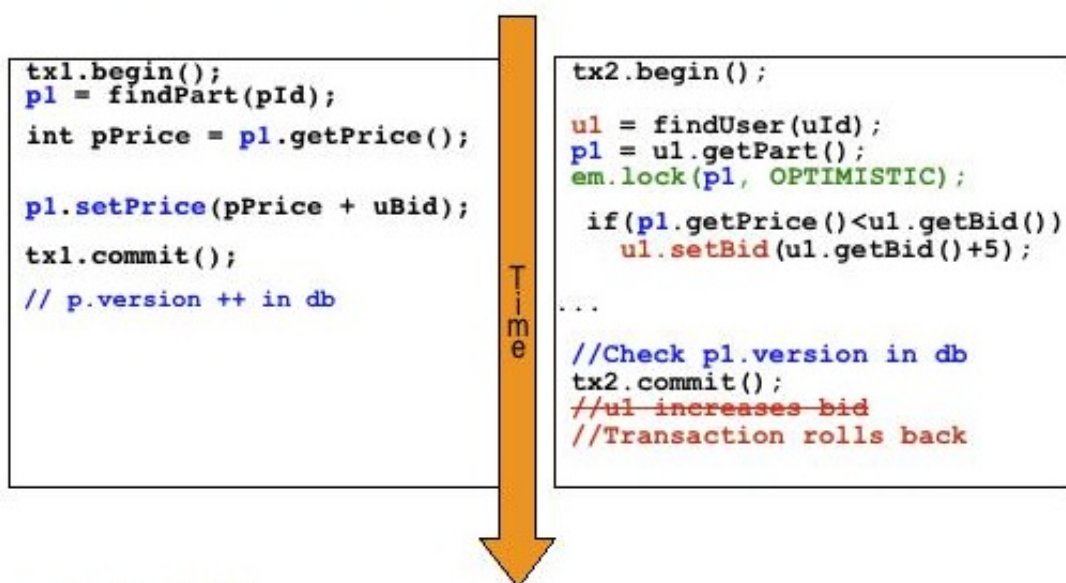 tx1.begin();
p1 = findPart(pId);
int pPrice = p1.getPrice();
p1.setPrice(pPrice + uBid);
tx1.commit();
// p.version ++ in db
Time
tx2.begin();
u1 = findUser(uId);
p1 = u1.getPart();
em.lock(p1, OPTIMISTIC);
if(p1.getPrice()<u1.getBid())
u1.setBid(u1.getBid()+5);
...
//Check p1.version in db
tx2.commit();
//u1 increases bid
//Transaction rolls back